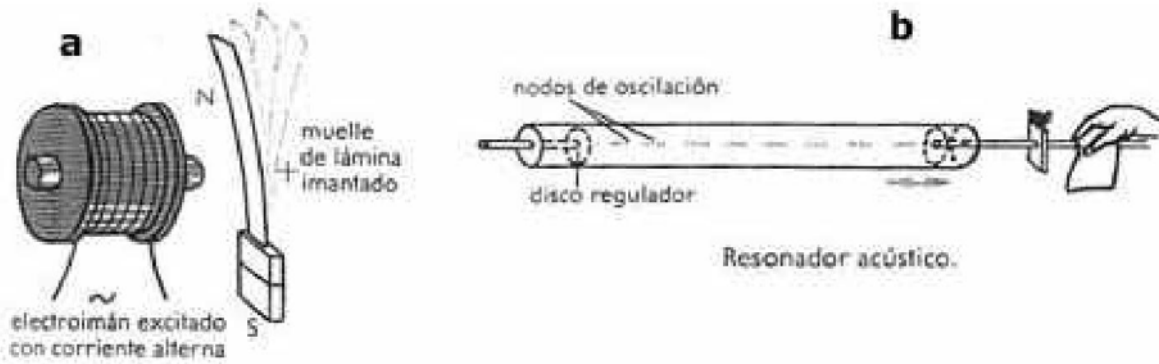 a
N
muelle
de lámina
imantado
S
~
electroimán excitado
con corriente alterna
b
nodos de oscilación
disco regulador
Resonador acústico.